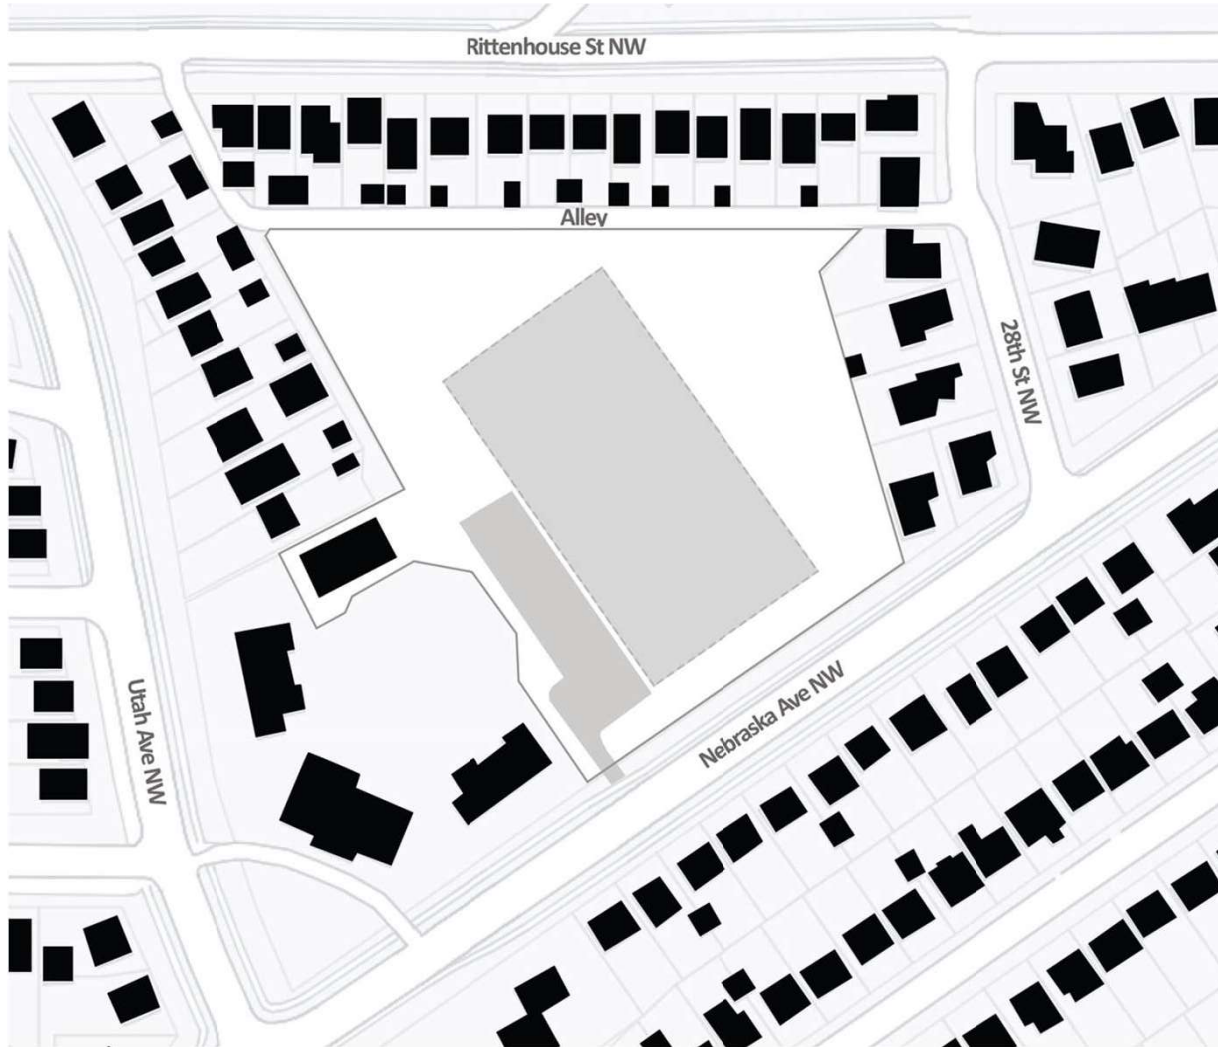 Rittenhouse St NW
Alley
28th St NW
Utah Ave NW
Nebraska Ave NW